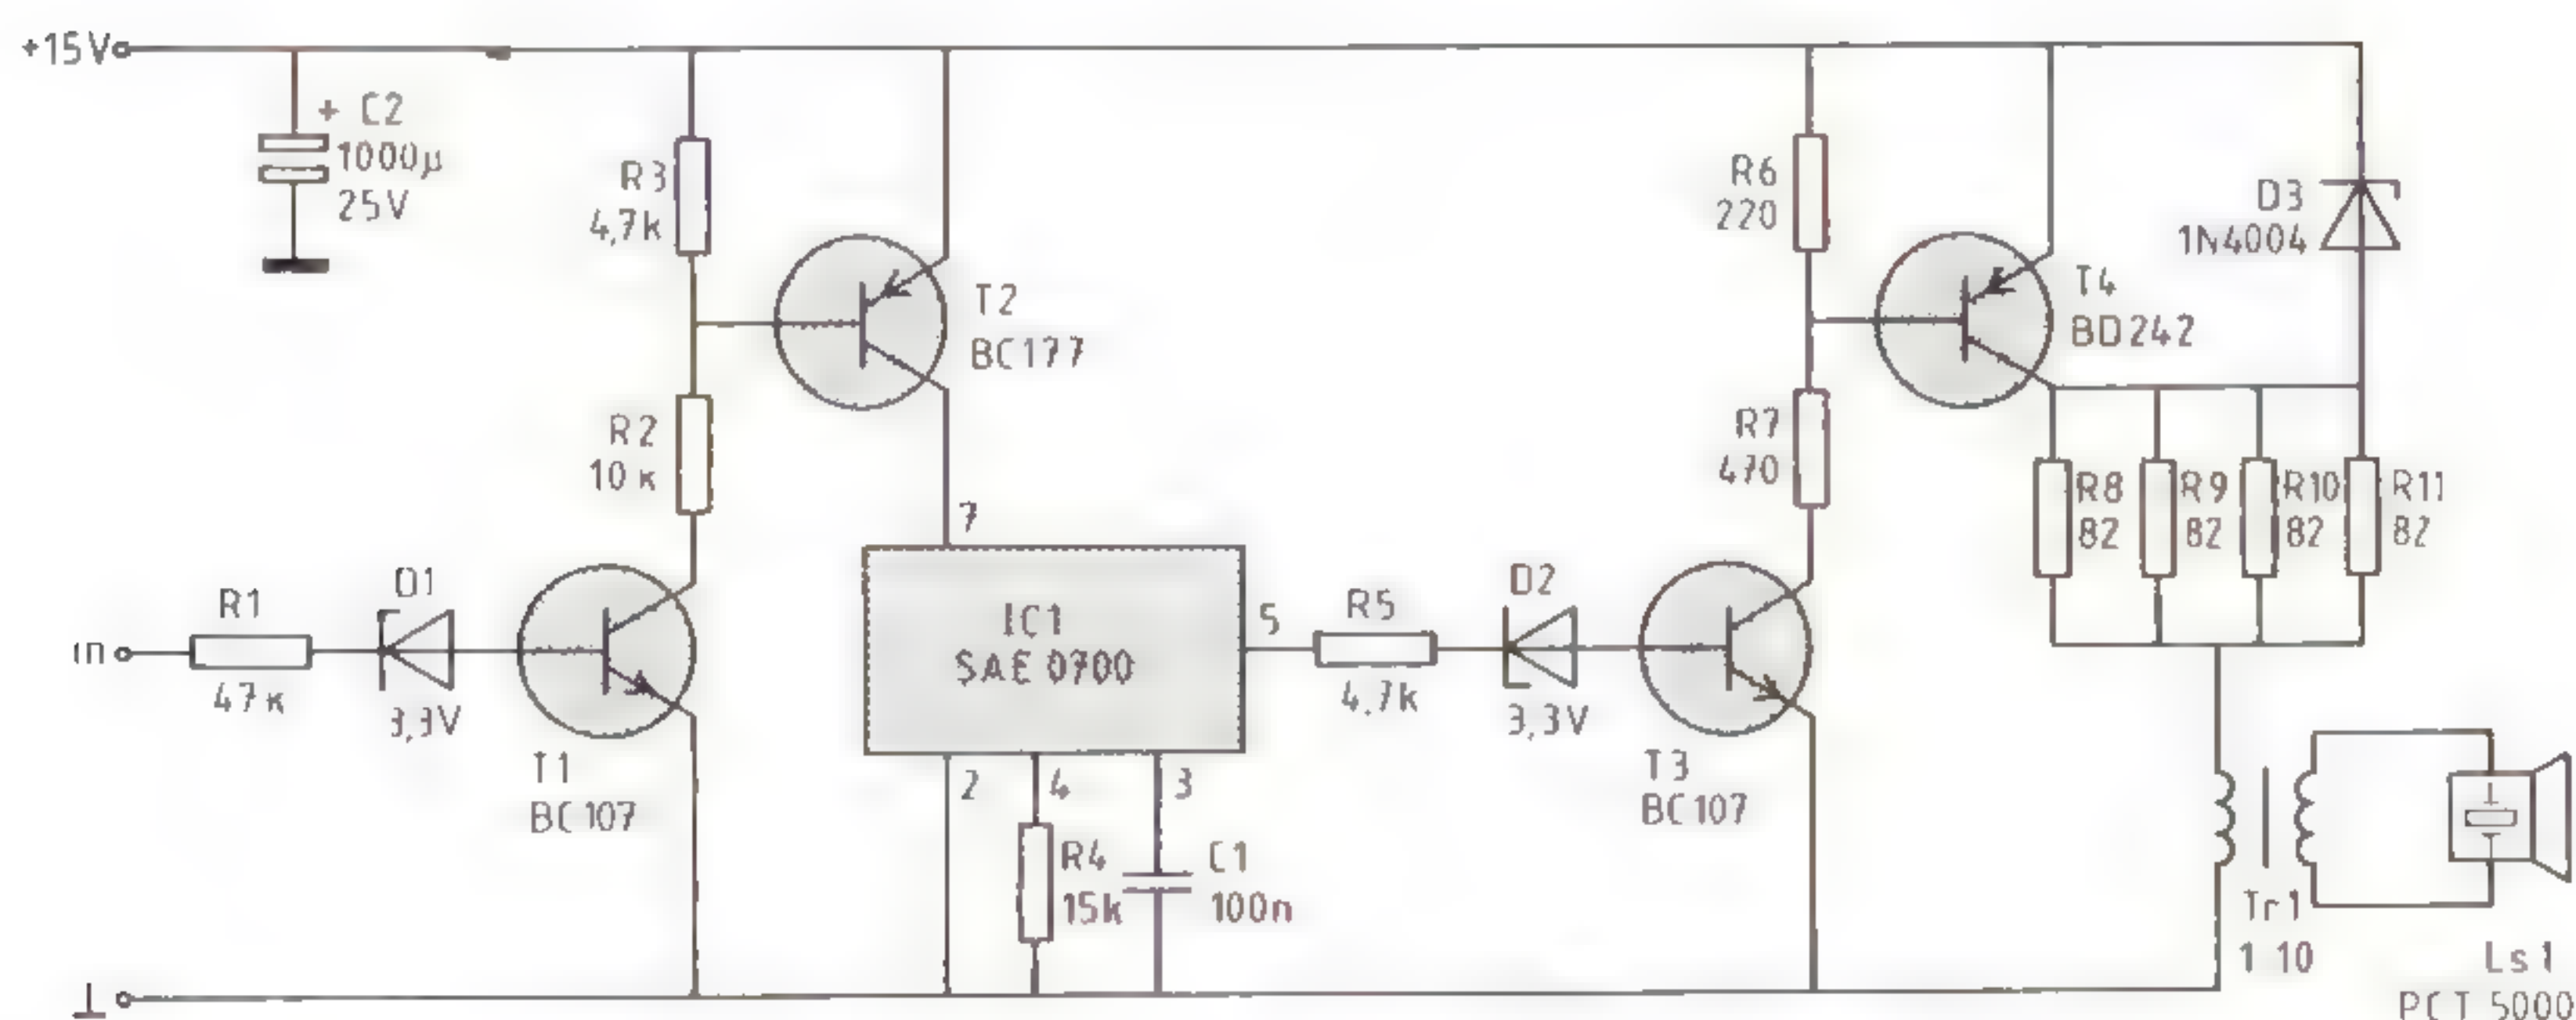 +15V
+ C2
1000µ
25V
R3
4,7k
R2
10k
R1
47k
D1
3,3V
T1
BC107
T2
BC177
7
IC1
SAE 0700
5
2
4
3
R4
15k
C1
100n
R5
4,7k
D2
3,3V
T3
BC107
R6
220
R7
470
T4
BD242
D3
1N4004
R8
82
R9
82
R10
82
R11
82
Tr1
1 10
Ls1
PCT 5000
in